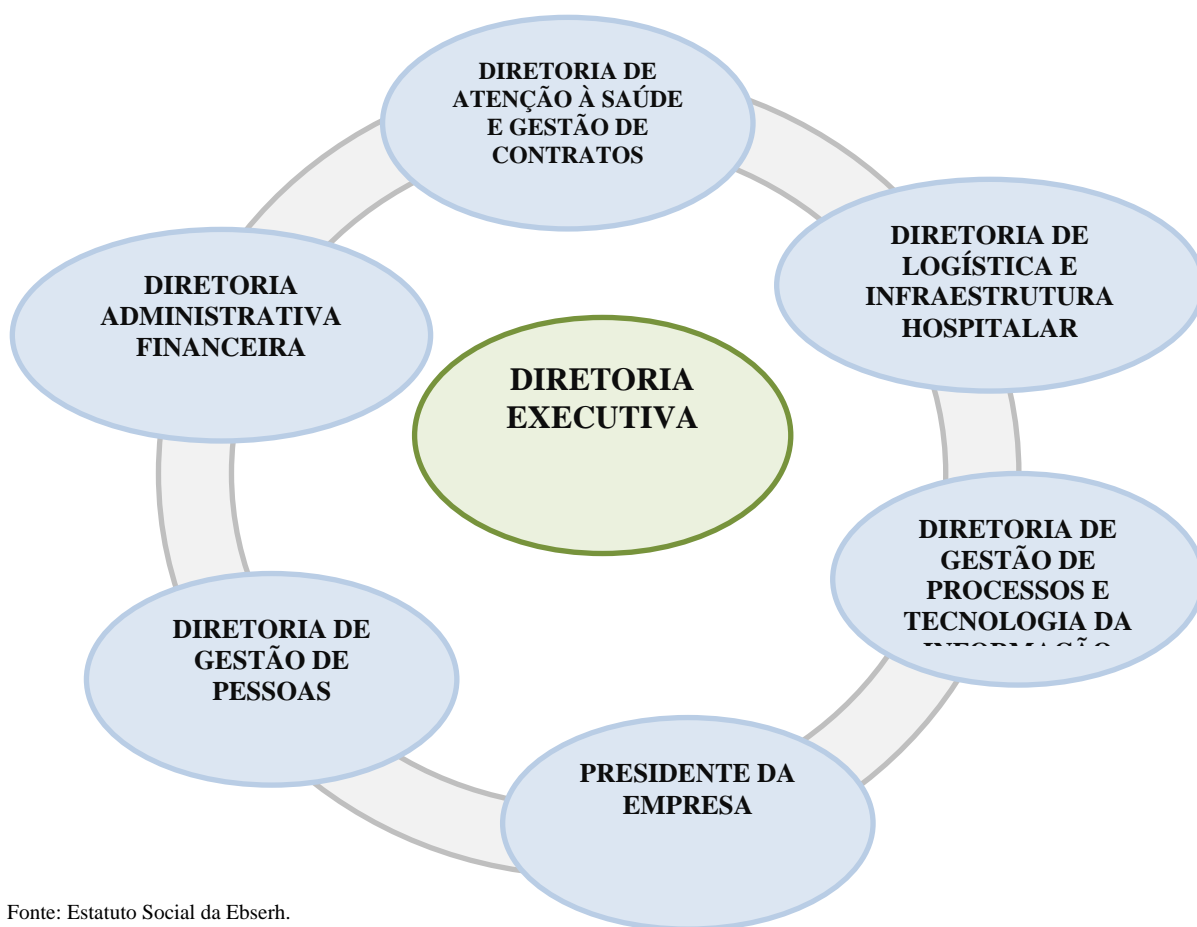 DIRETORIA DE
ATENÇÃO À SAÚDE
E GESTÃO DE
CONTRATOS
DIRETORIA DE
LOGÍSTICA E
INFRAESTRUTURA
HOSPITALAR
DIRETORIA
ADMINISTRATIVA
FINANCEIRA
DIRETORIA
EXECUTIVA
DIRETORIA DE
GESTÃO DE
PROCESSOS E
TECNOLOGIA DA
INFORMAÇÃO
DIRETORIA DE
GESTÃO DE
PESSOAS
PRESIDENTE DA
EMPRESA
Fonte: Estatuto Social da Ebserh.